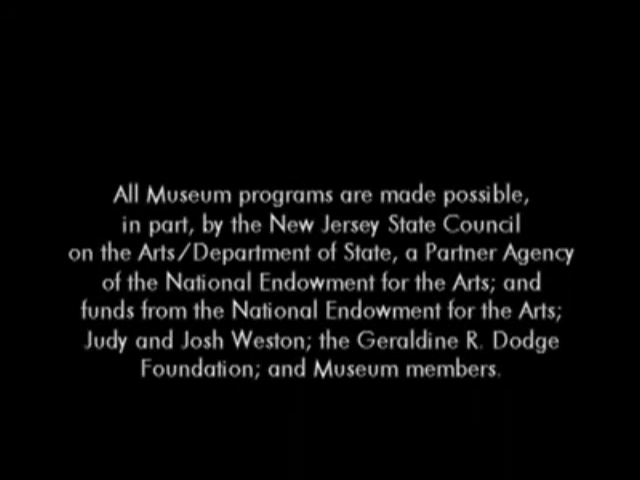 All Museum programs are made possible,
in part, by the New Jersey State Council
on the Arts/Department of State, a Partner Agency
of the National Endowment for the Arts; and
funds from the National Endowment for the Arts;
Judy and Josh Weston; the Geraldine R. Dodge
Foundation; and Museum members.